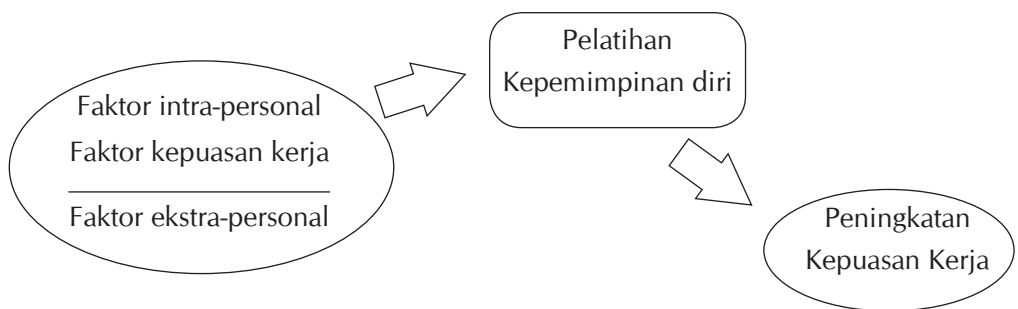 Pelatihan
Kepemimpinan diri
Faktor intra-personal
Faktor kepuasan kerja
Faktor ekstra-personal
Peningkatan
Kepuasan Kerja